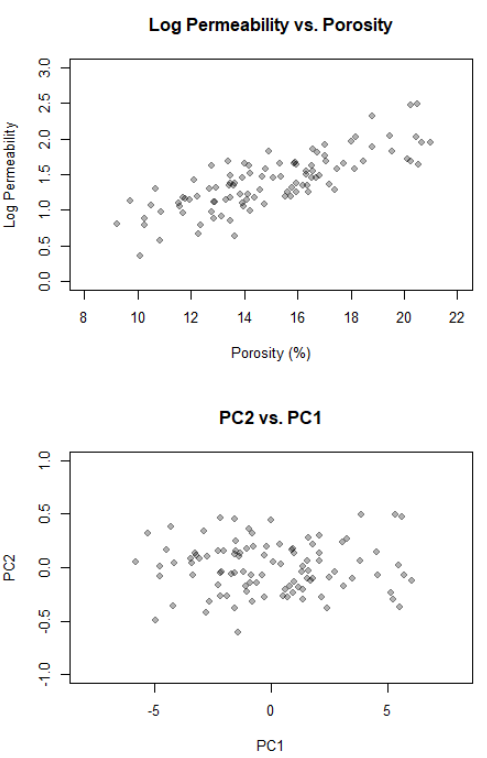 Log Permeability vs. Porosity
Log Permeability
3.0
2.5
2.0
1.5
1.0
0.5
0.0
8 10 12 14 16 18 20 22
Porosity (%)
PC2 vs. PC1
PC2
1.0
0.5
0.0
-0.5
-1.0
-5 0 5
PC1